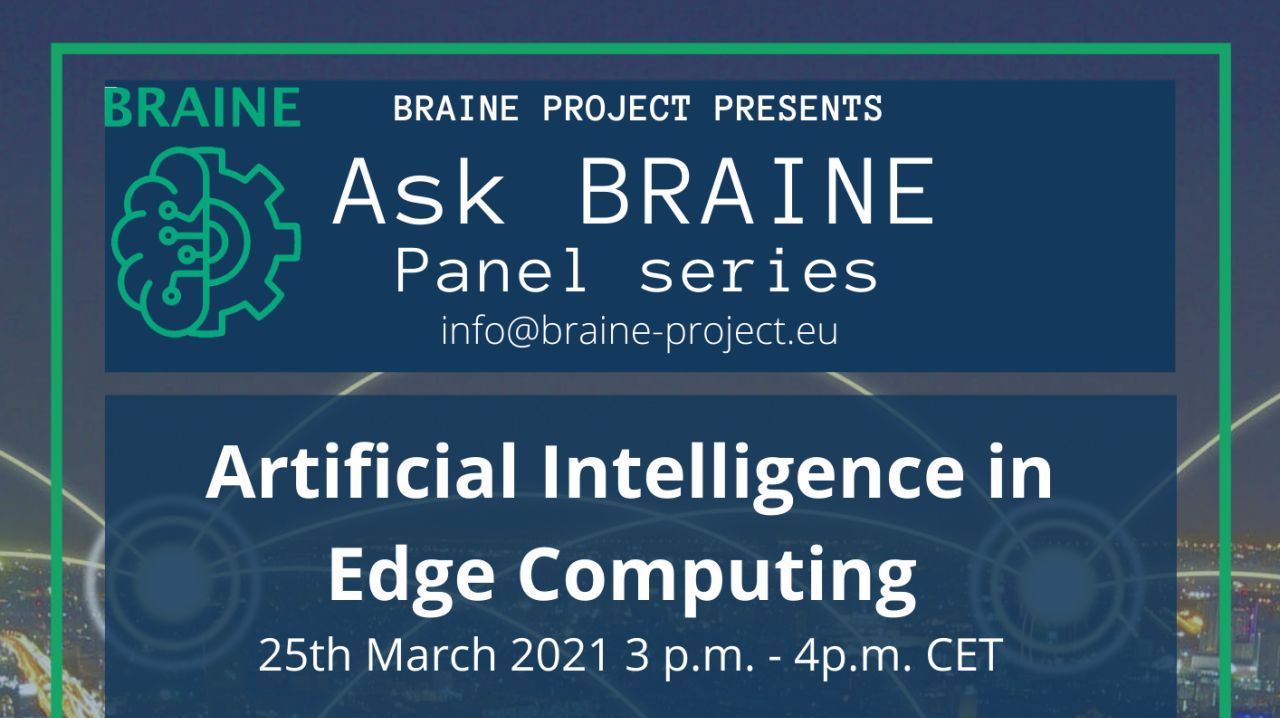 BRAINE
BRAINE PROJECT PRESENTS
Ask BRAINE
Panel series
info@braine-project.eu
Artificial Intelligence in
Edge Computing
25th March 2021 3 p.m. - 4p.m. CET